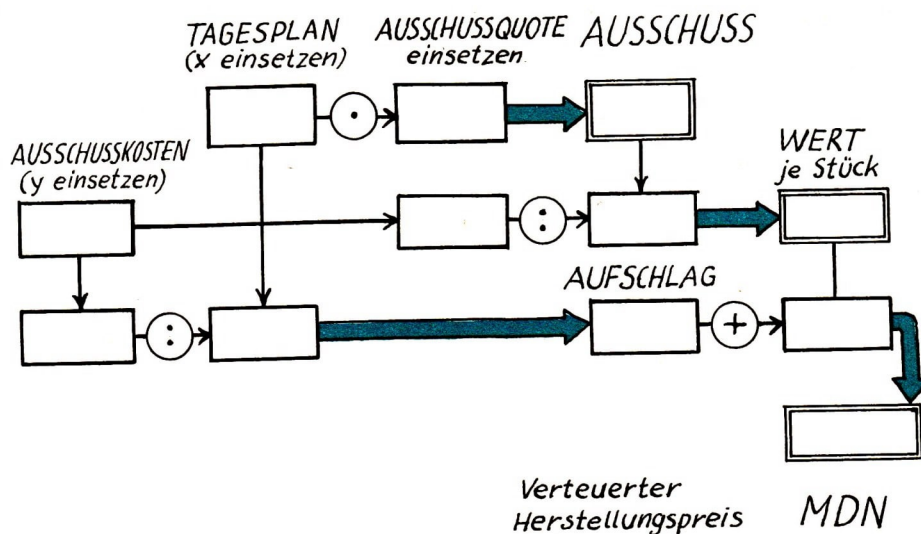 TAGESPLAN
(x einsetzen)
AUSSCHUSSQUOTE
einsetzen
AUSSCHUSS
·
AUSSCHUSSKOSTEN
(y einsetzen)
WERT
je Stück
:
AUFSCHLAG
:
+
Verteuerter
Herstellungspreis
MDN